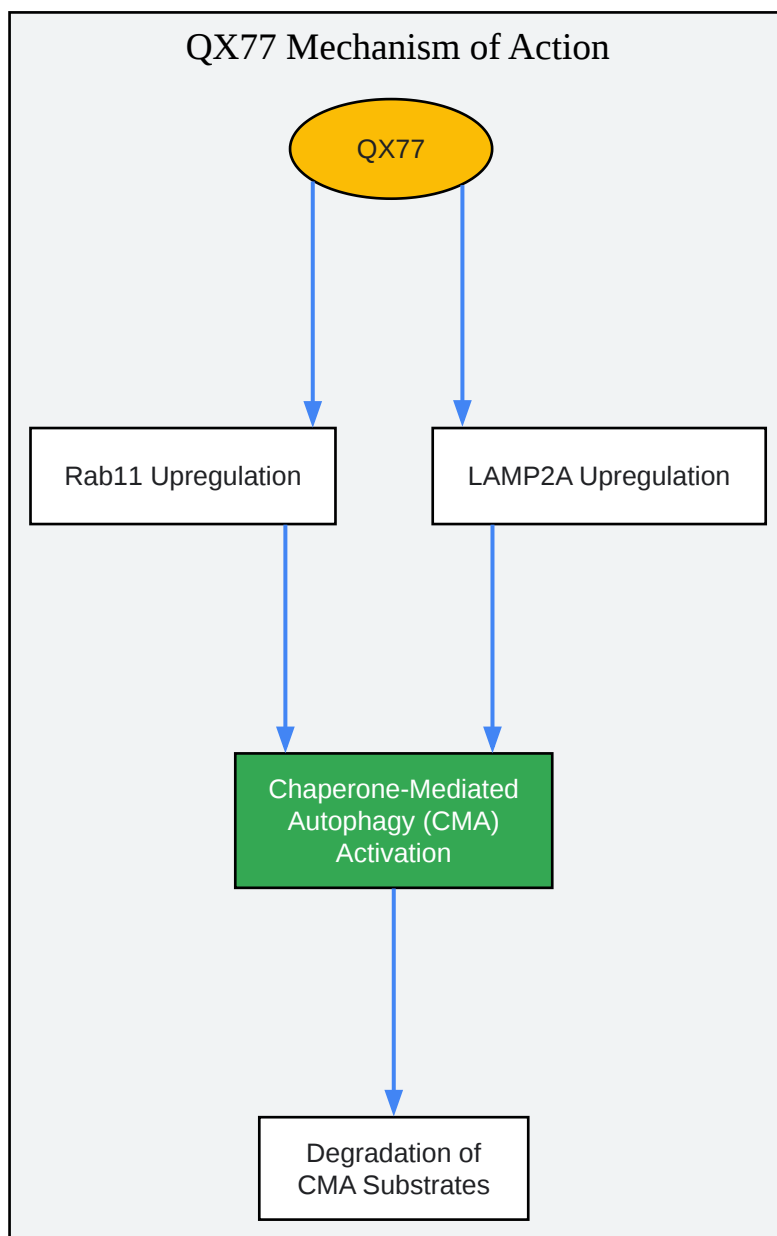 QX77 Mechanism of Action
QX77
Rab11 Upregulation
LAMP2A Upregulation
Chaperone-Mediated
Autophagy (CMA)
Activation
Degradation of
CMA Substrates